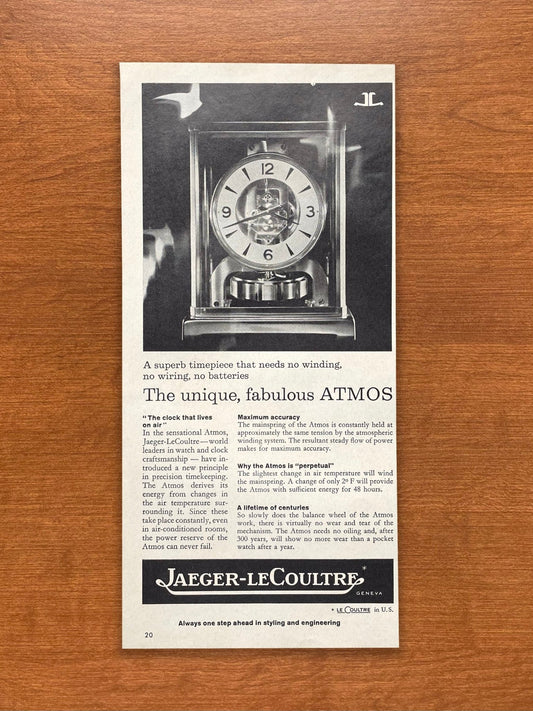 JL
12
9
3
6
A superb timepiece that needs no winding,
no wiring, no batteries
The unique, fabulous ATMOS
"The clock that lives
on air"
In the sensational Atmos,
Jaeger-LeCoultre—world
leaders in watch and clock
craftsmanship — have in-
troduced a new principle
in precision timekeeping.
The Atmos derives its
energy from changes in
the air temperature sur-
rounding it. Since these
take place constantly, even
in air-conditioned rooms,
the power reserve of the
Atmos can never fail.
Maximum accuracy
The mainspring of the Atmos is constantly held at
approximately the same tension by the atmospheric
winding system. The resultant steady flow of power
makes for maximum accuracy.
Why the Atmos is "perpetual"
The slightest change in air temperature will wind
the mainspring. A change of only 2° F will provide
the Atmos with sufficient energy for 48 hours.
A lifetime of centuries
So slowly does the balance wheel of the Atmos
work, there is virtually no wear and tear of the
mechanism. The Atmos needs no oiling and, after
300 years, will show no more wear than a pocket
watch after a year.
JAEGER-LECOULTRE*
GENEVA
* LE COULTRE in U.S.
Always one step ahead in styling and engineering
20